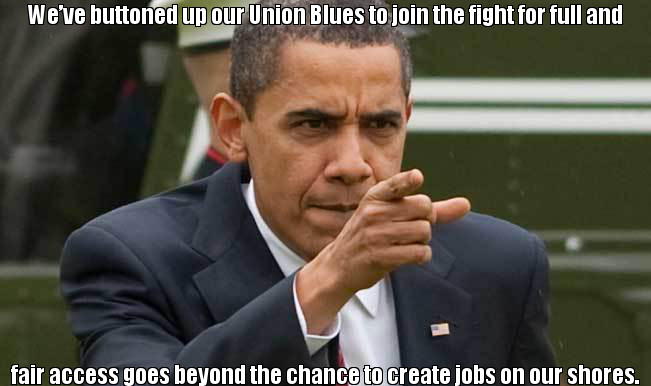 We've buttoned up our Union Blues to join the fight for full and
fair access goes beyond the chance to create jobs on our shores.